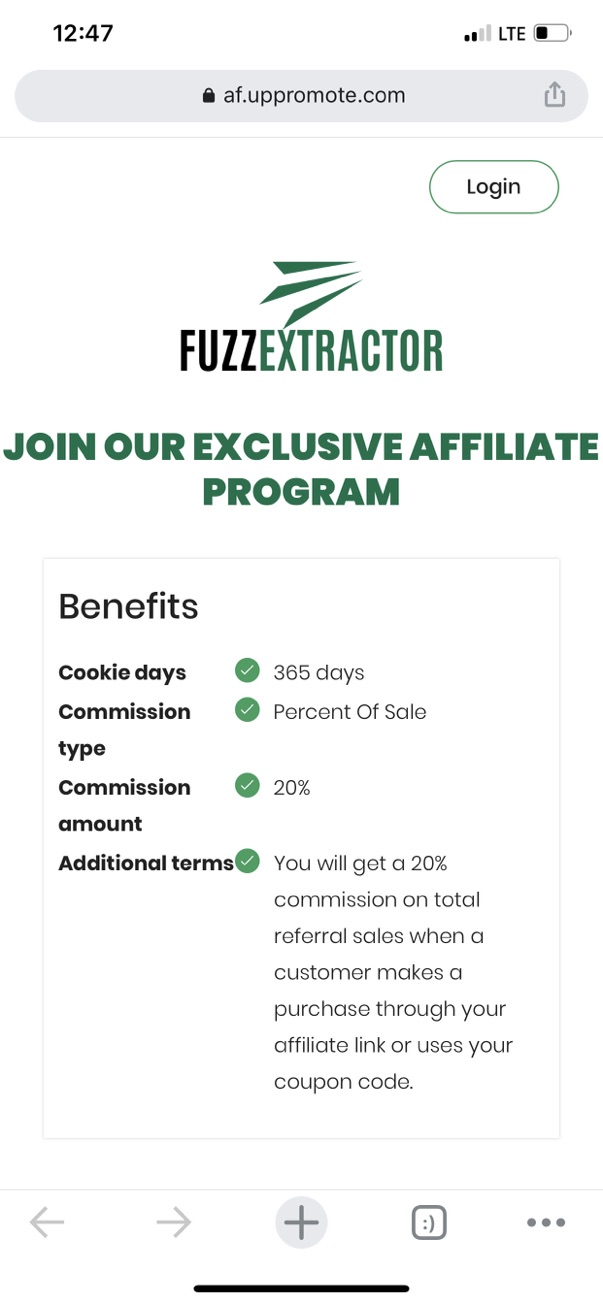 12:47
LTE
af.uppromote.com
Login
FUZZEXTRACTOR
JOIN OUR EXCLUSIVE AFFILIATE
PROGRAM
Benefits
Cookie days 365 days
Commission Percent Of Sale
type
Commission 20%
amount
Additional terms You will get a 20%
commission on total
referral sales when a
customer makes a
purchase through your
affiliate link or uses your
coupon code.
:)